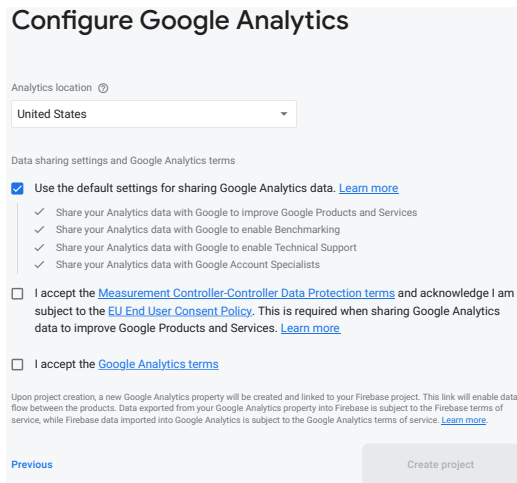 Configure Google Analytics
Analytics location
United States
Data sharing settings and Google Analytics terms
Use the default settings for sharing Google Analytics data. Learn more
Share your Analytics data with Google to improve Google Products and Services
Share your Analytics data with Google to enable Benchmarking
Share your Analytics data with Google to enable Technical Support
Share your Analytics data with Google Account Specialists
I accept the Measurement Controller-Controller Data Protection terms and acknowledge I am
subject to the EU End User Consent Policy. This is required when sharing Google Analytics
data to improve Google Products and Services. Learn more
I accept the Google Analytics terms
Upon project creation, a new Google Analytics property will be created and linked to your Firebase project. This link will enable data
flow between the products. Data exported from your Google Analytics property into Firebase is subject to the Firebase terms of
service, while Firebase data imported into Google Analytics is subject to the Google Analytics terms of service. Learn more.
Previous
Create project